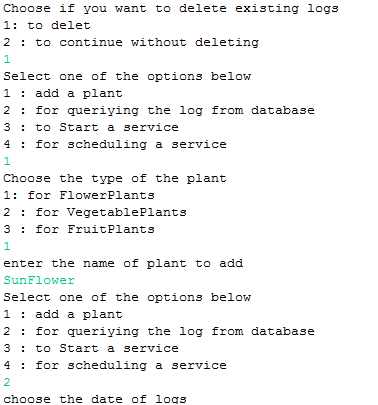 Choose if you want to delete existing logs
1: to delet
2 : to continue without deleting
1
Select one of the options below
1 : add a plant
2 : for queriying the log from database
3 : to Start a service
4 : for scheduling a service
1
Choose the type of the plant
1: for FlowerPlants
2 : for VegetablePlants
3 : for FruitPlants
1
enter the name of plant to add
SunFlower
Select one of the options below
1 : add a plant
2 : for queriying the log from database
3 : to Start a service
4 : for scheduling a service
2
choose the date of logs